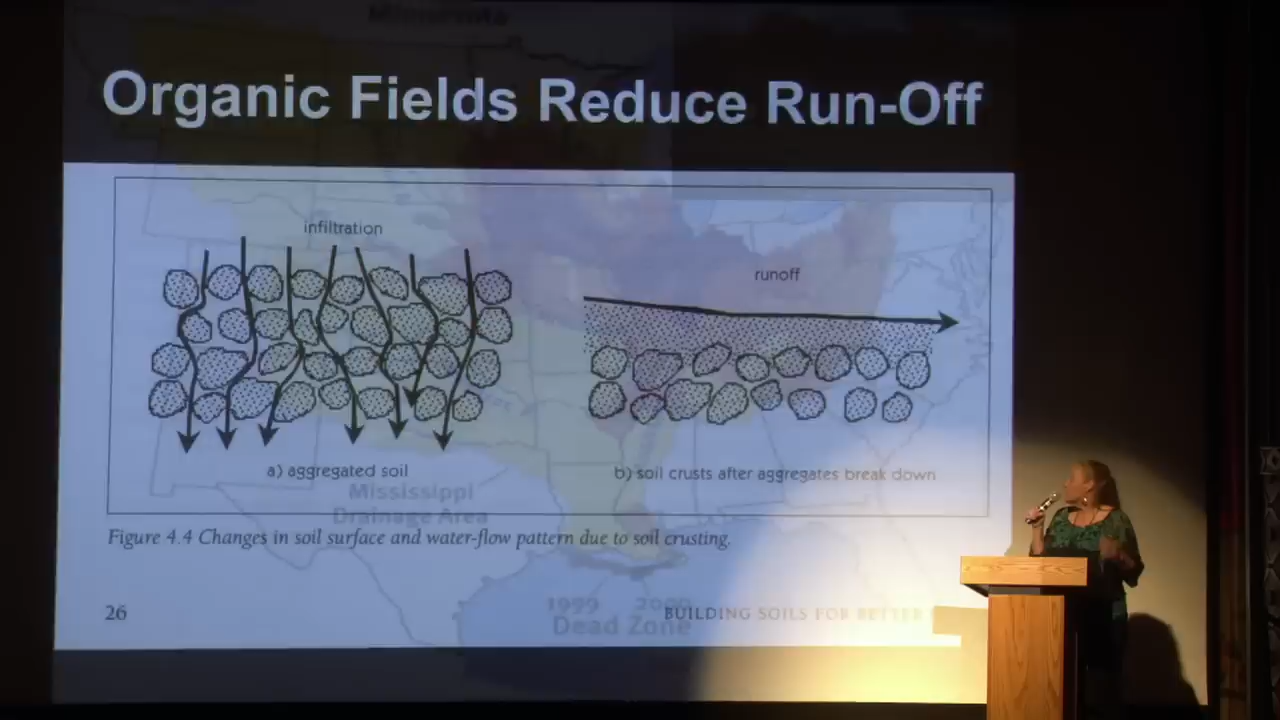 Minnesota
Organic Fields Reduce Run-Off
infiltration
runoff
a) aggregated soil
b) soil crusts after aggregates break down
Mississippi
Drainage Area
Figure 4.4 Changes in soil surface and water-flow pattern due to soil crusting.
1999
26
BUILDING SOILS FOR BETTER
Dead Zone